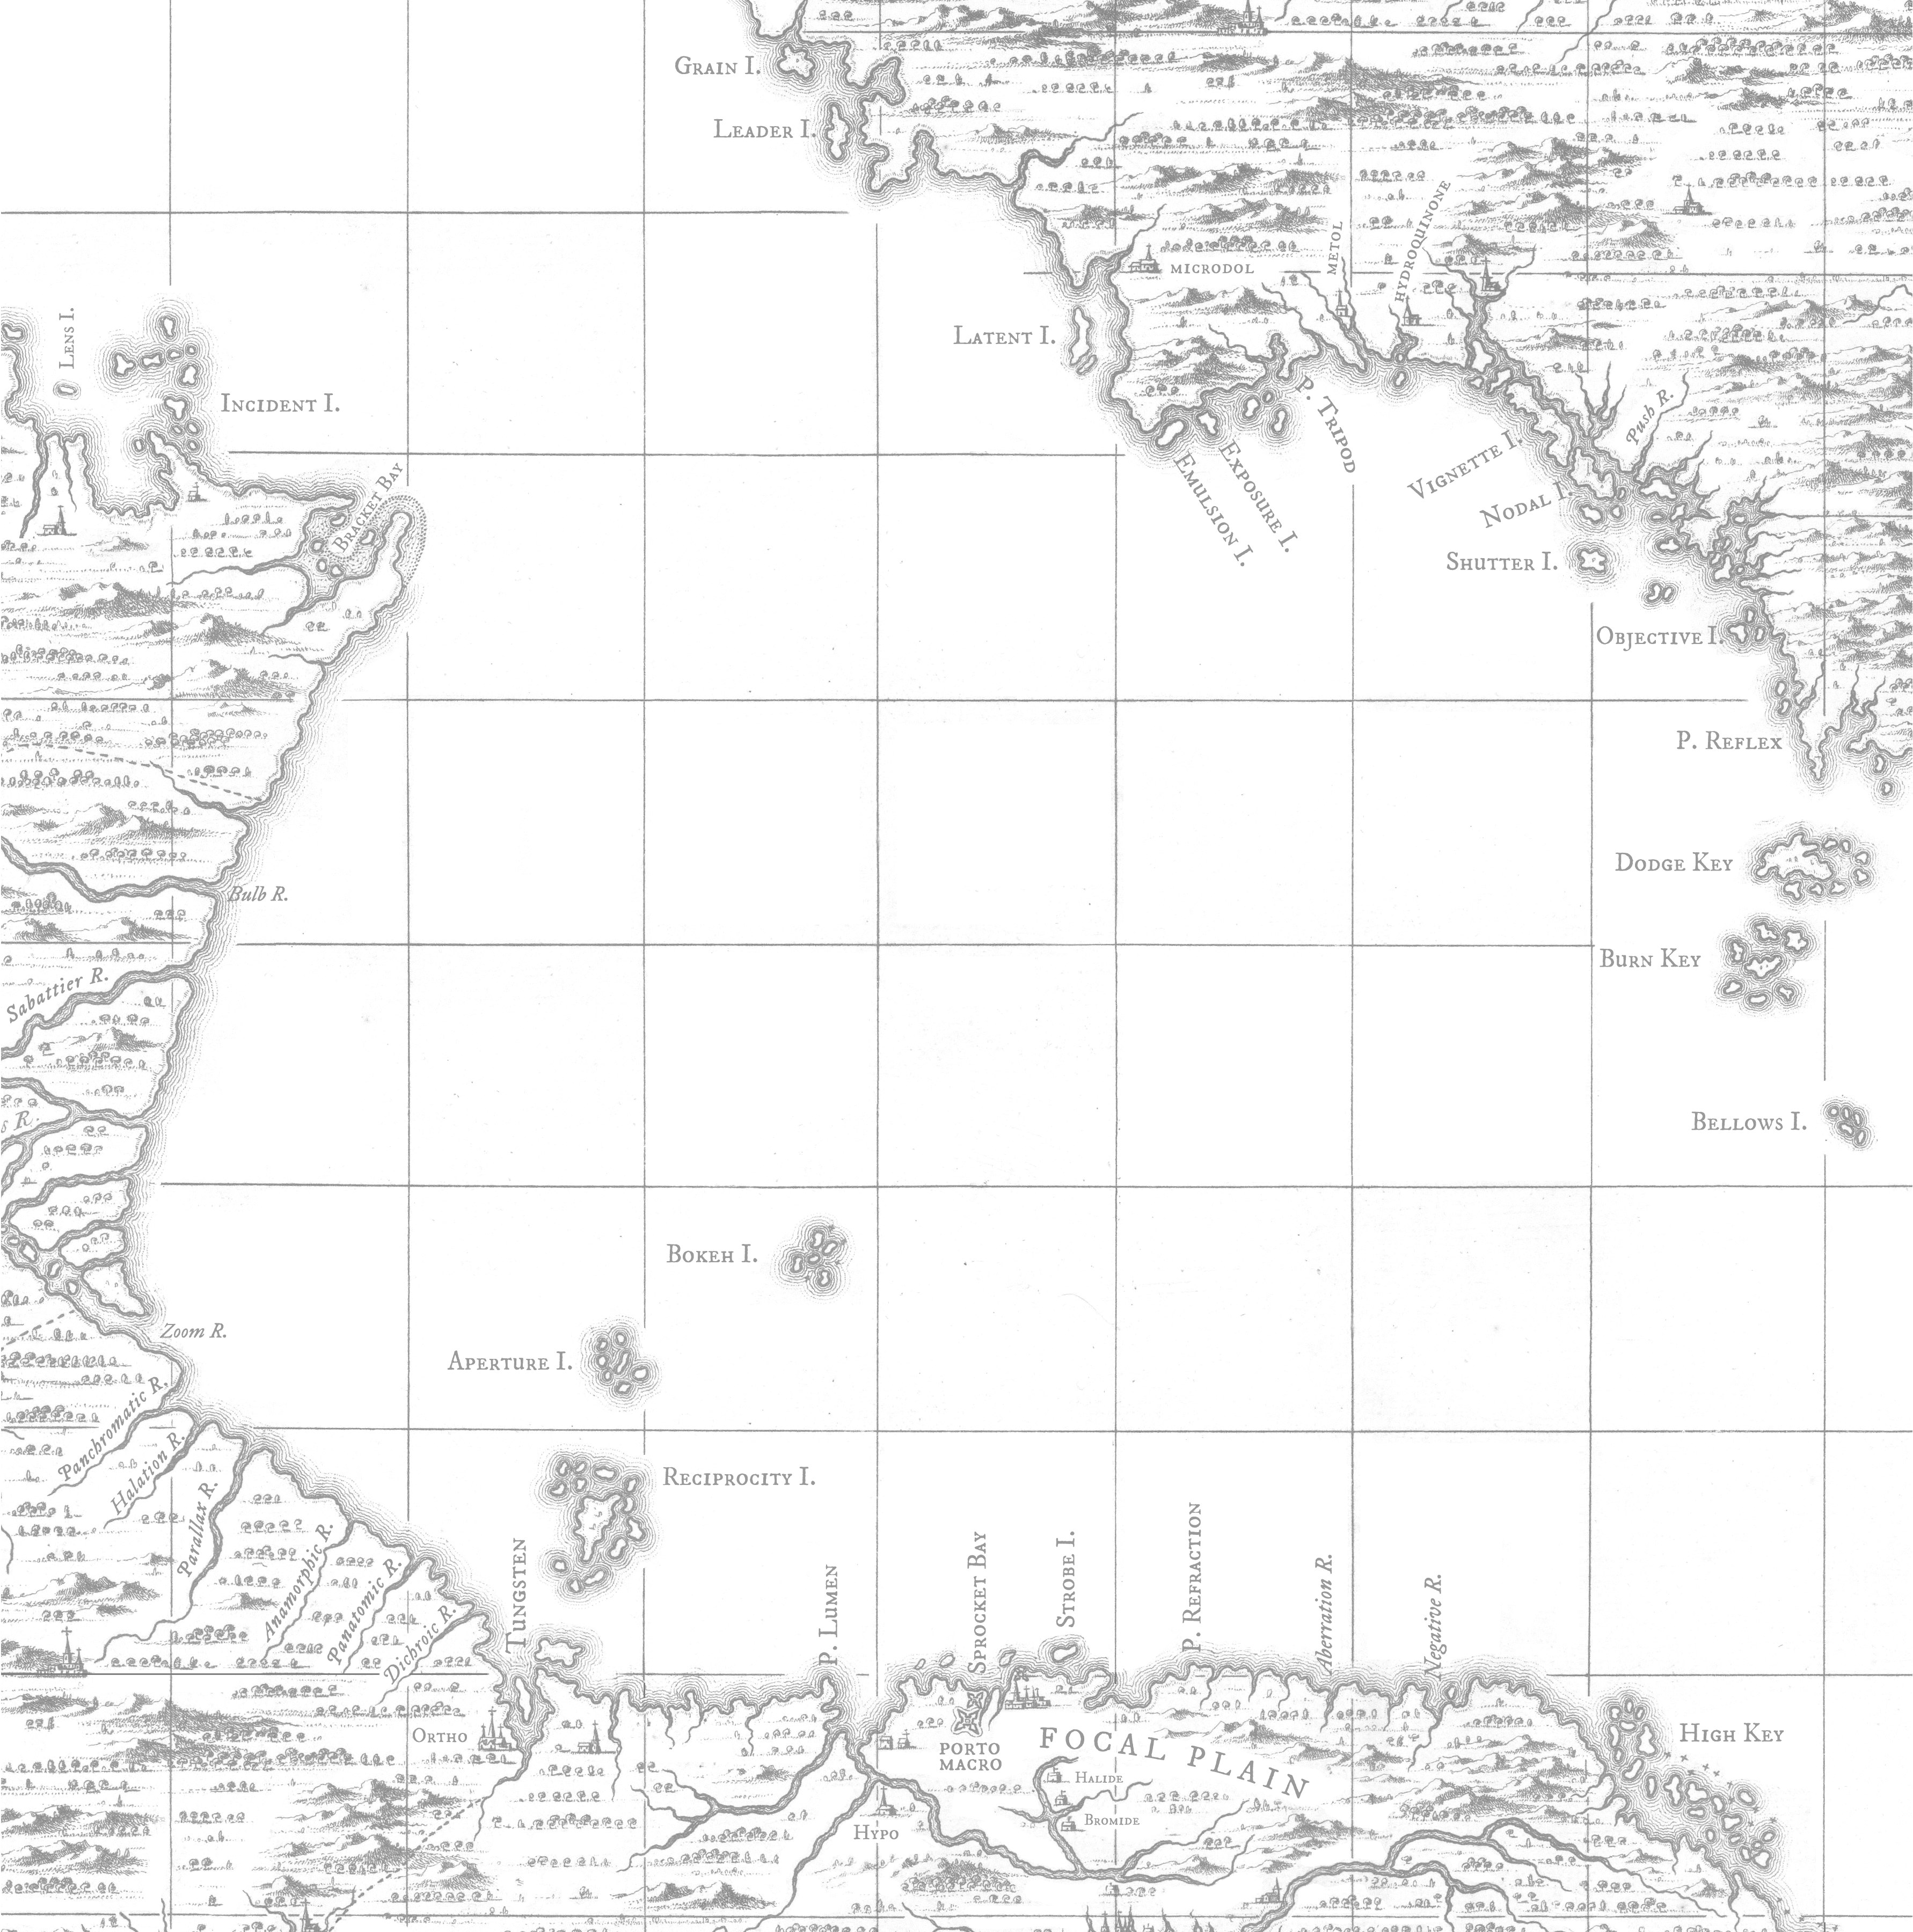 Grain I.
Leader I.
MICRODOL
METOL
HYDROQUINONE
Lens I.
Latent I.
Incident I.
P. Tripod
Push R.
Emulsion I.
Exposure I.
Vignette I.
Nodal I.
Bracket Bay
Shutter I.
Objective I.
P. Reflex
Dodge Key
Bulb R.
Burn Key
Sabattier R.
Bellows I.
Bokeh I.
Zoom R.
Aperture I.
Panchromatic R.
Halation R.
Reciprocity I.
Parallax R.
Anamorphic R.
Panatomic R.
Dichroic R.
Tungsten
P. Lumen
Sprocket Bay
Strobe I.
P. Refraction
Aberration R.
Negative R.
Ortho
PORTO
MACRO
FOCAL PLAIN
High Key
Halide
Bromide
Hypo